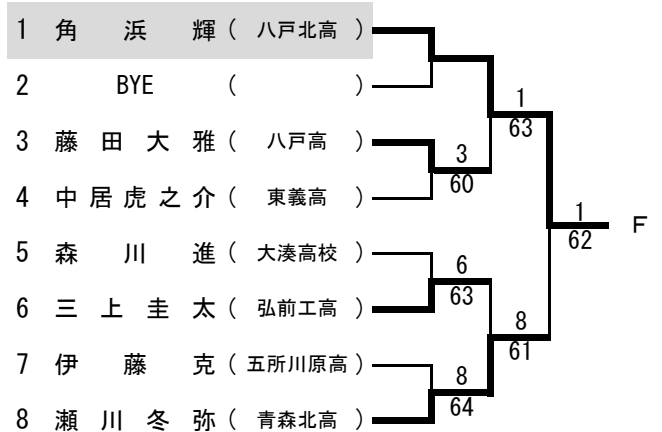 1 角浜輝 ( 八戸北高 )
2 BYE ( )
3 藤田大雅 ( 八戸高 )
4 中居虎之介 ( 東義高 )
5 森川進 ( 大湊高校 )
6 三上圭太 ( 弘前工高 )
7 伊藤克 ( 五所川原高 )
8 瀬川冬弥 ( 青森北高 )
3
60
6
63
8
64
1
63
8
61
1
62
F